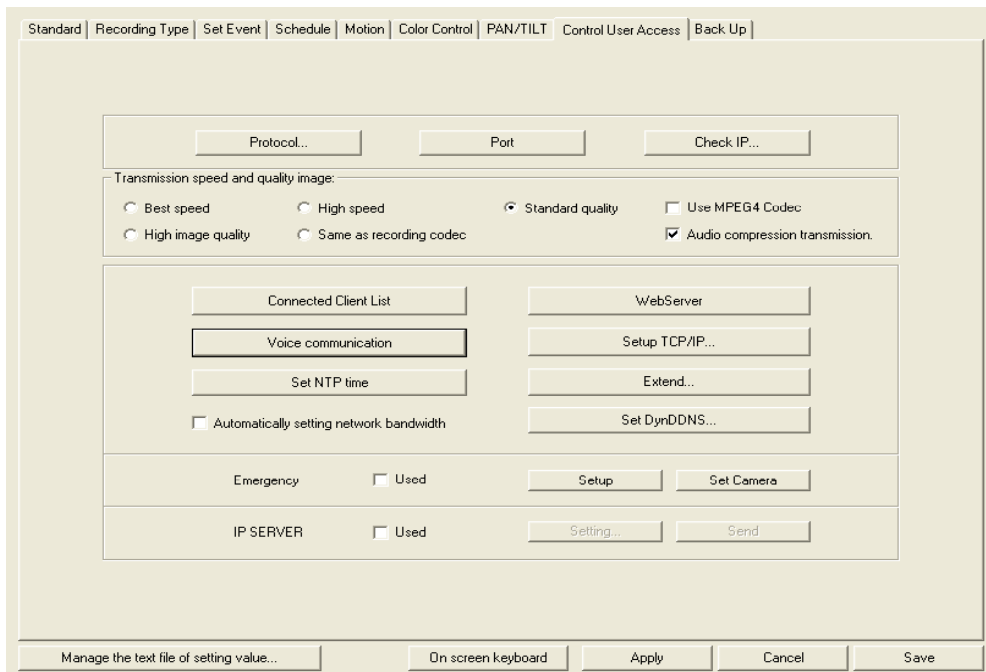 Standard Recording Type Set Event Schedule Motion Color Control PAN/TILT Control User Access Back Up
Protocol... Port Check IP...
Transmission speed and quality image:
Best speed High speed Standard quality Use MPEG4 Codec
High image quality Same as recording codec Audio compression transmission.
Connected Client List WebServer
Voice communication Setup TCP/IP...
Set NTP time Extend...
Automatically setting network bandwidth Set DynDDNS...
Emergency Used Setup Set Camera
IP SERVER Used Setting... Send
Manage the text file of setting value... On screen keyboard Apply Cancel Save